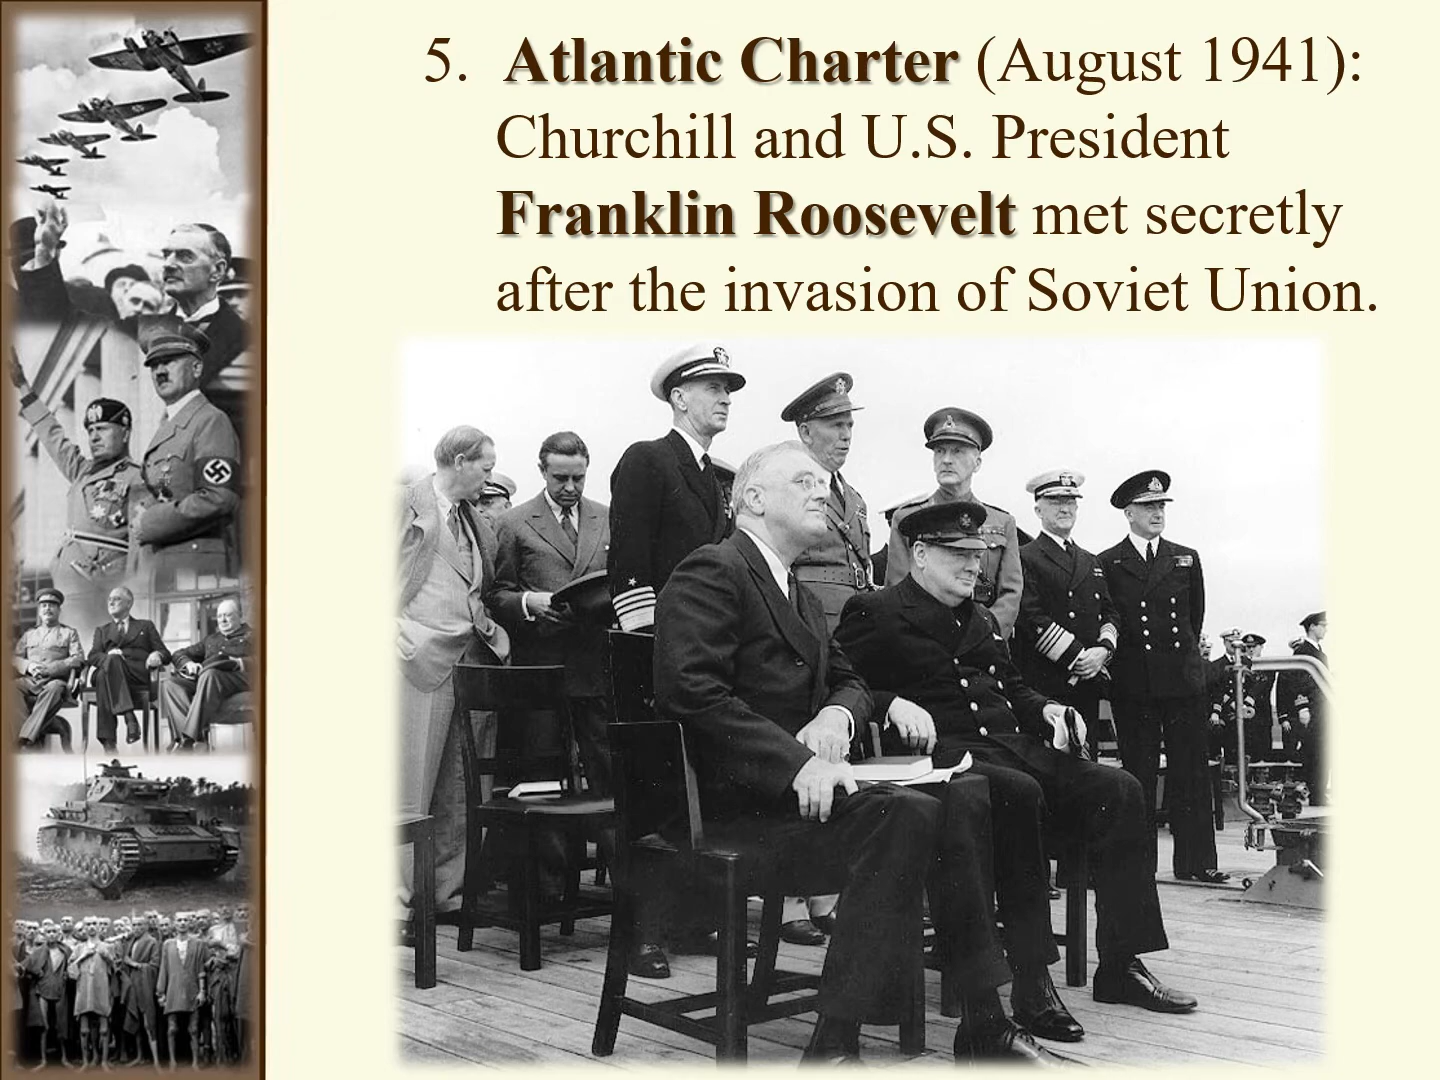 5. Atlantic Charter (August 1941):
Churchill and U.S. President
Franklin Roosevelt met secretly
after the invasion of Soviet Union.